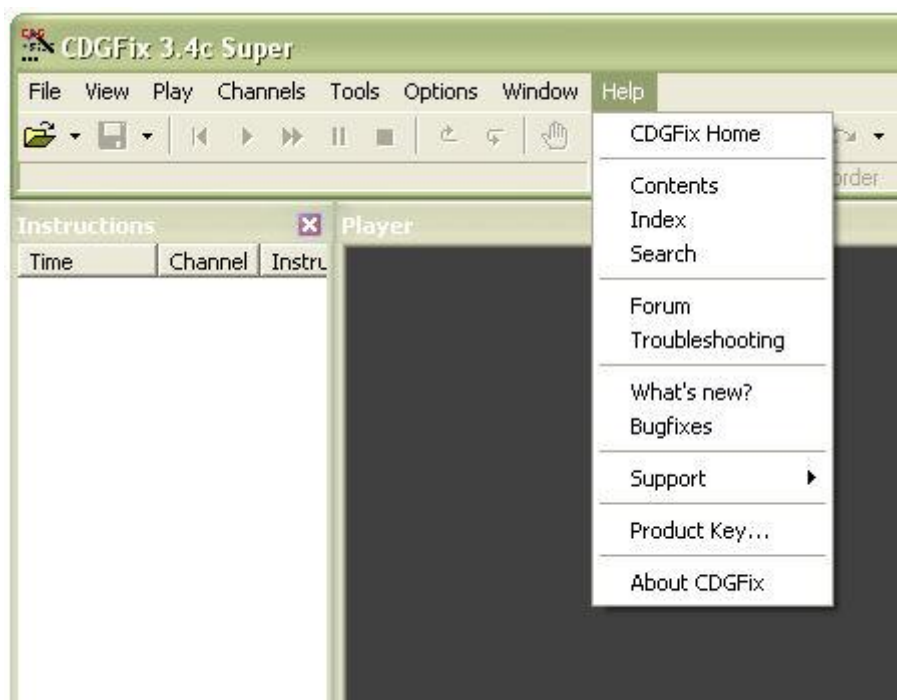 CDGFix 3.4c Super
File View Play Channels Tools Options Window Help
CDGFix Home
Contents
order
Index
Search
Forum
Troubleshooting
What's new?
Bugfixes
Support
Product Key...
About CDGFix
Instructions
Player
Time Channel Instru